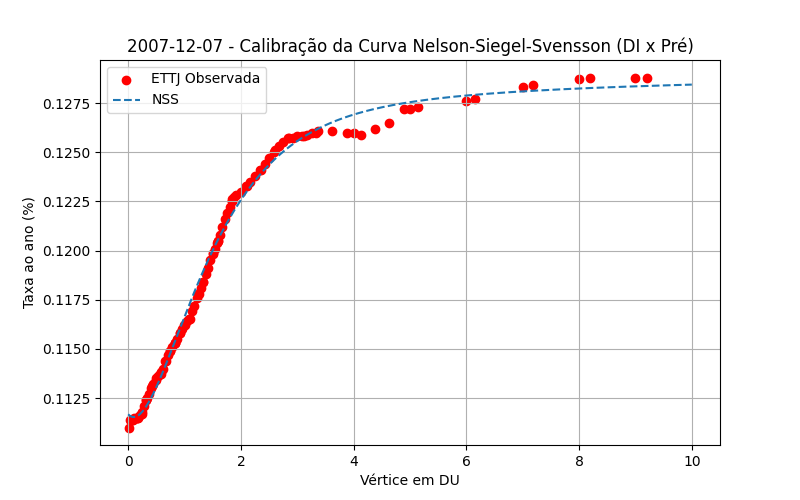 2007-12-07 - Calibração da Curva Nelson-Siegel-Svensson (DI x Pré)
ETTJ Observada
NSS
0.1275
0.1250
0.1225
0.1200
0.1175
0.1150
0.1125
Taxa ao ano (%)
0 2 4 6 8 10
Vértice em DU